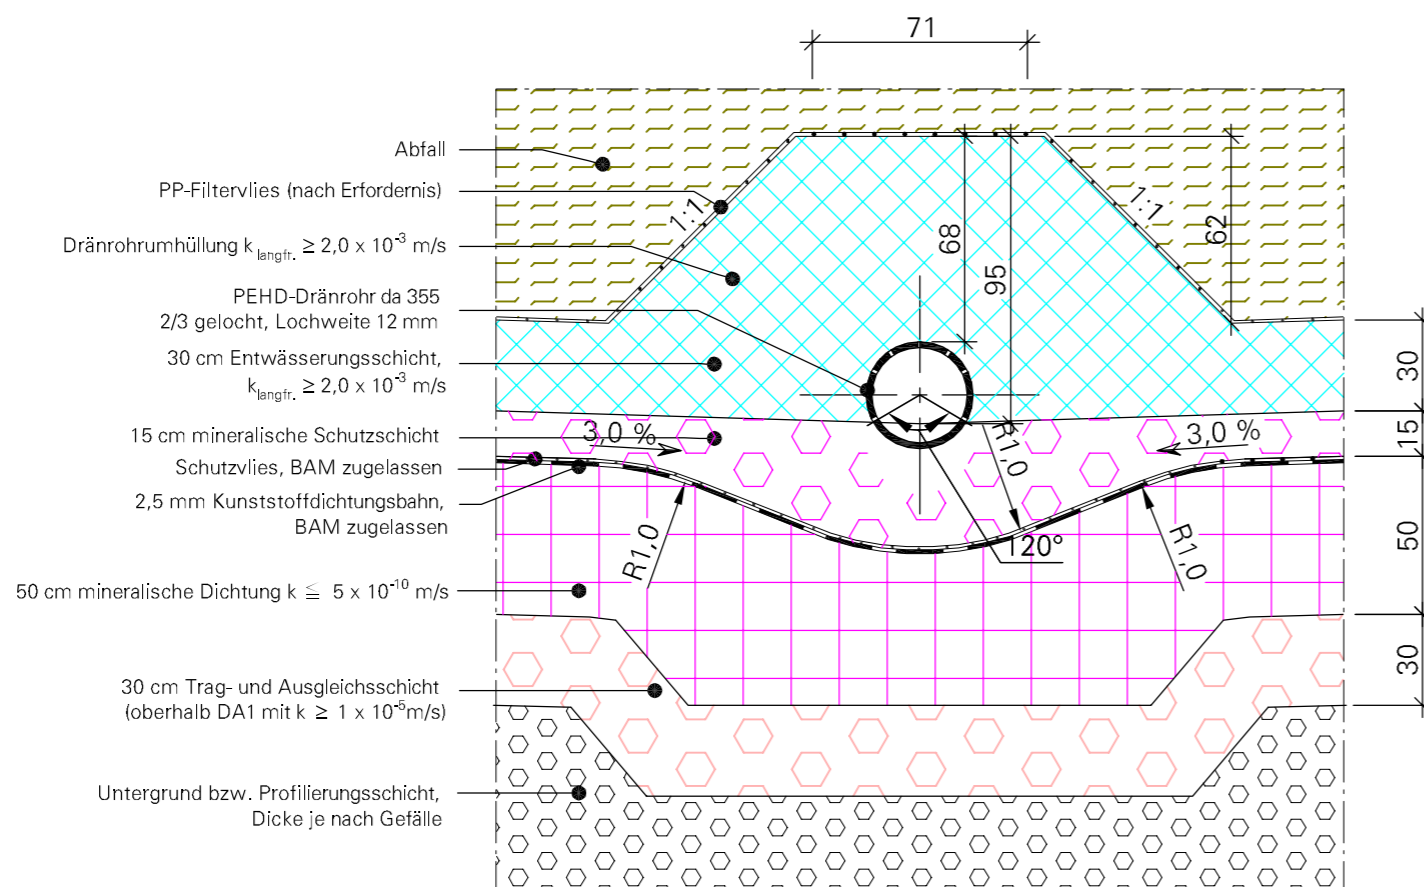 71
Abfall
PP-Filtervlies (nach Erfordernis)
Dränrohrumhüllung k langfr. ≥ 2,0 x 10⁻³ m/s
PEHD-Dränrohr da 355
2/3 gelocht, Lochweite 12 mm
30 cm Entwässerungsschicht,
k langfr. ≥ 2,0 x 10⁻³ m/s
15 cm mineralische Schutzschicht
Schutzvlies, BAM zugelassen
2,5 mm Kunststoffdichtungsbahn,
BAM zugelassen
50 cm mineralische Dichtung k ≦ 5 x 10⁻¹⁰ m/s
30 cm Trag- und Ausgleichsschicht
(oberhalb DA1 mit k ≥ 1 x 10⁻⁵m/s)
Untergrund bzw. Profilierungsschicht,
Dicke je nach Gefälle
1:1
1:1
68
95
62
3,0 %
3,0 %
R1,0
R1,0
R1,0
120°
30
15
50
30